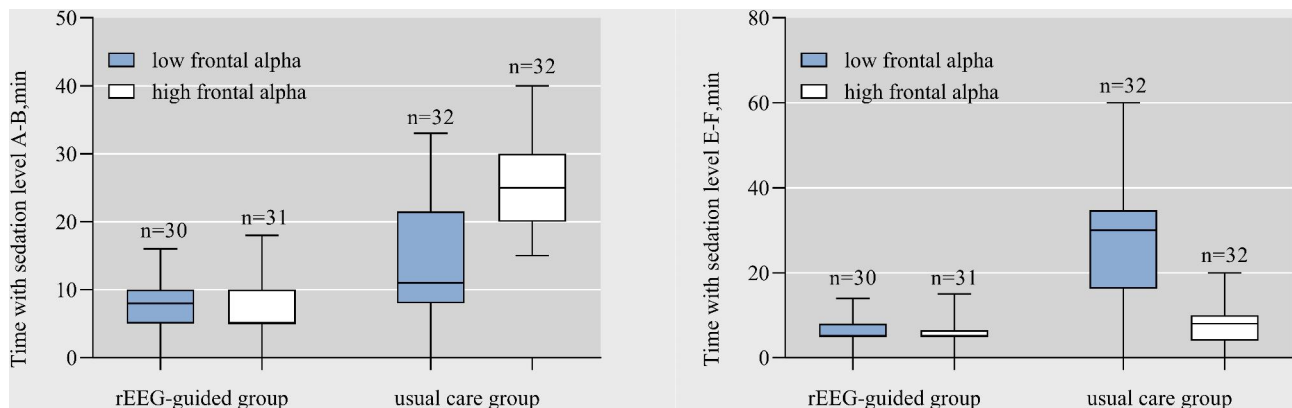 Time with sedation level A-B,min
50
40
30
20
10
0
low frontal alpha
high frontal alpha
n=30
n=31
n=32
n=32
rEEG-guided group
usual care group
Time with sedation level E-F,min
80
60
40
20
0
low frontal alpha
high frontal alpha
n=30
n=31
n=32
n=32
rEEG-guided group
usual care group